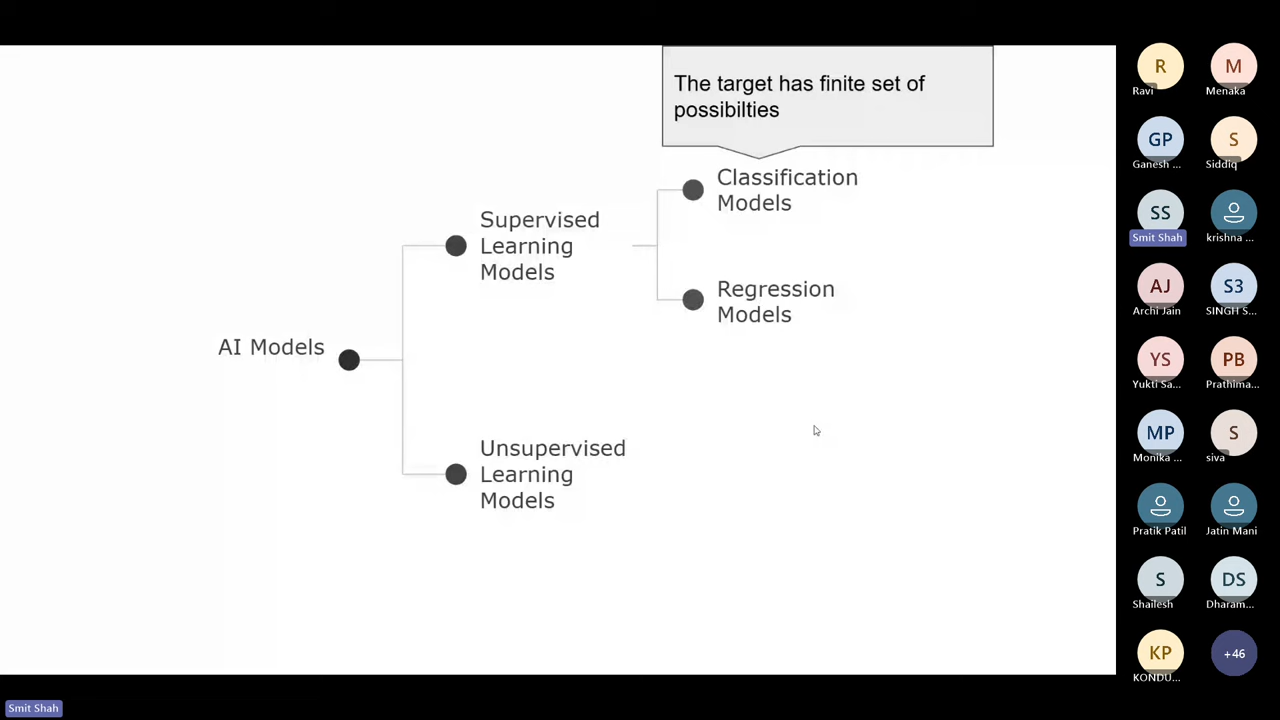 The target has finite set of
possibilties
Classification
Models
Supervised
Learning
Models
Regression
Models
AI Models
Unsupervised
Learning
Models
R
Ravi
M
Menaka
GP
Ganesh ...
S
Siddiq
SS
Smit Shah
krishna ...
AJ
Archi Jain
S3
SINGH S...
YS
Yukti Sa...
PB
Prathima...
MP
Monika ...
S
siva
Pratik Patil
Jatin Mani
S
Shailesh
DS
Dharam...
KP
KONDU...
+46
Smit Shah